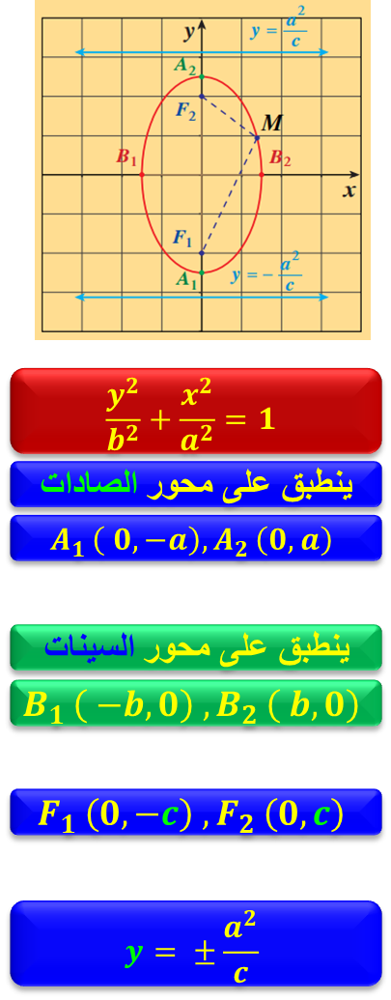 y
y = a²/c
A₂
F₂
M
B₁
B₂
x
F₁
A₁
y = − a²/c
y²/b² + x²/a² = 1
ينطبق على محور الصادات
A₁ ( 0, −a), A₂ (0, a)
ينطبق على محور السينات
B₁ ( −b, 0) , B₂ ( b, 0)
F₁ (0, −c) , F₂ (0, c)
y = ± a²/c